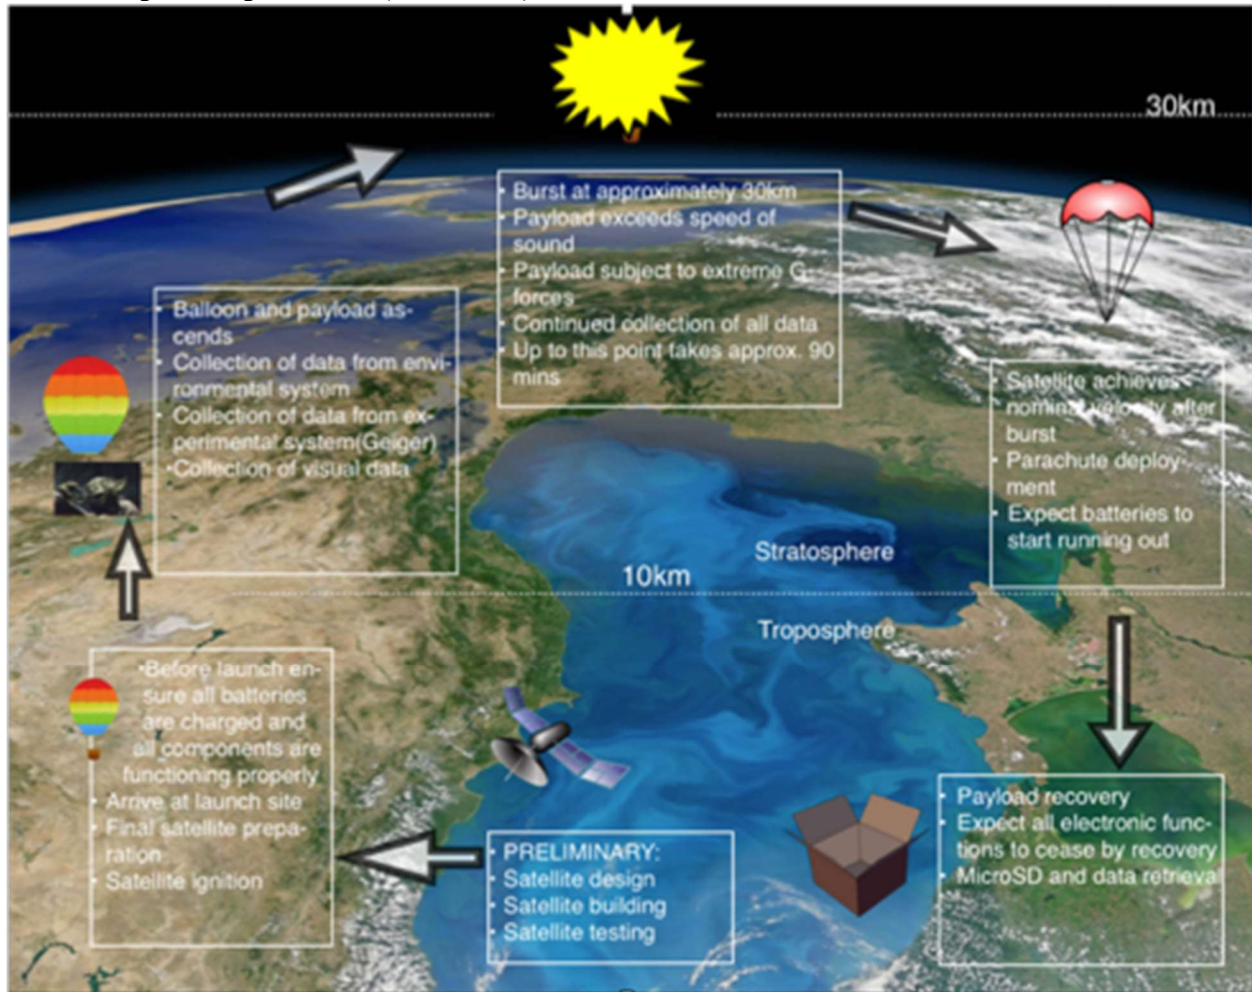 30km
• Burst at approximately 30km
• Payload exceeds speed of
sound
• Payload subject to extreme G
forces
• Continued collection of all data
• Up to this point takes approx. 90
mins
• Balloon and payload as-
cends
• Collection of data from envi-
ronmental system
• Collection of data from ex-
perimental system(Geiger)
•Collection of visual data
• Satellite achieves
nominal velocity after
burst
• Parachute deploy-
ment
• Expect batteries to
start running out
Stratosphere
10km
Troposphere
•Before launch en-
sure all batteries
are charged and
all components are
functioning properly
• Arrive at launch site
• Final satellite prepa-
ration
• Satellite ignition
• PRELIMINARY:
• Satellite design
• Satellite building
• Satellite testing
• Payload recovery
• Expect all electronic func-
tions to cease by recovery
• MicroSD and data retrieval